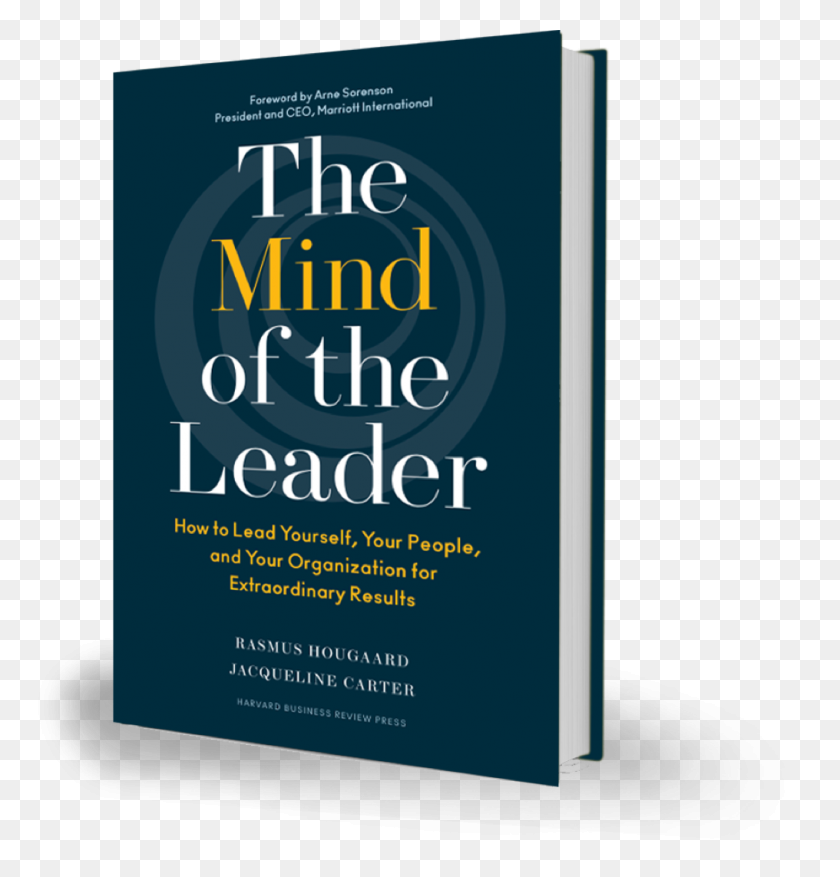 Foreword by Arne Sorenson
President and CEO, Marriott International
The
Mind
of the
Leader
How to Lead Yourself, Your People,
and Your Organization for
Extraordinary Results
RASMUS HOUGAARD
JACQUELINE CARTER
HARVARD BUSINESS REVIEW PRESS